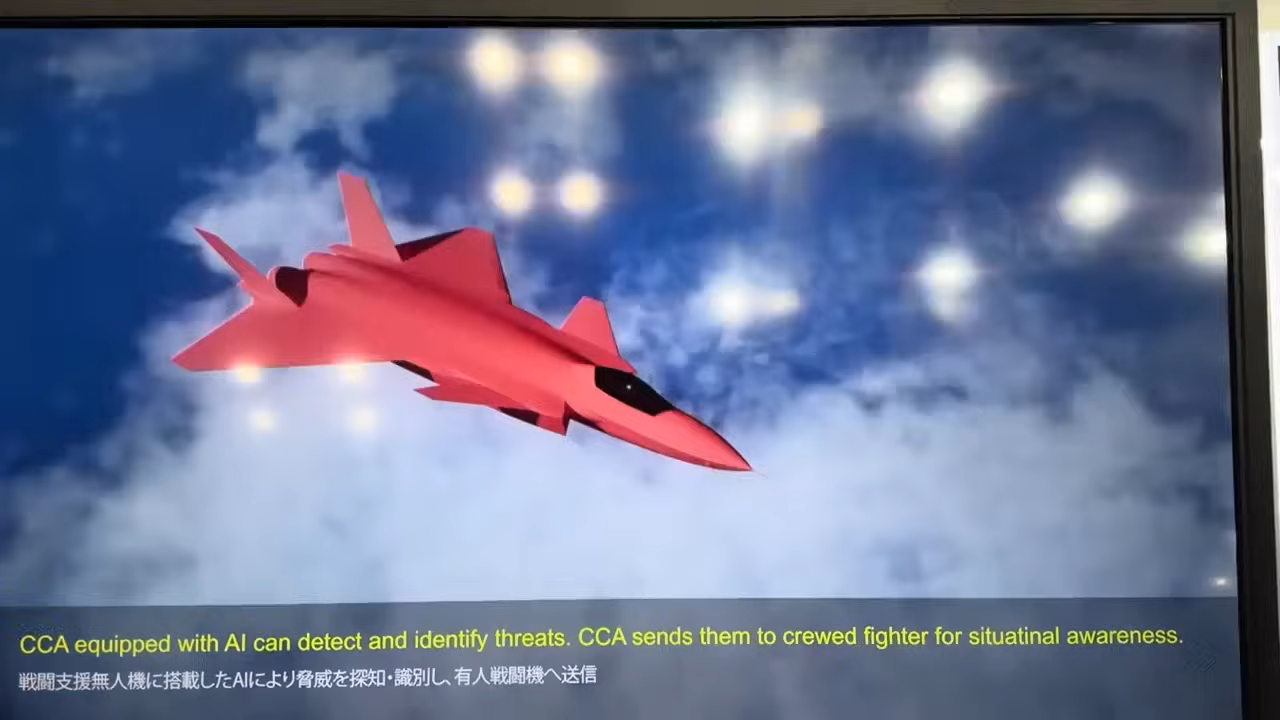 CCA equipped with AI can detect and identify threats. CCA sends them to crewed fighter for situatinal awareness.
戦闘支援無人機に搭載したAIにより脅威を探知・識別し、有人戦闘機へ送信